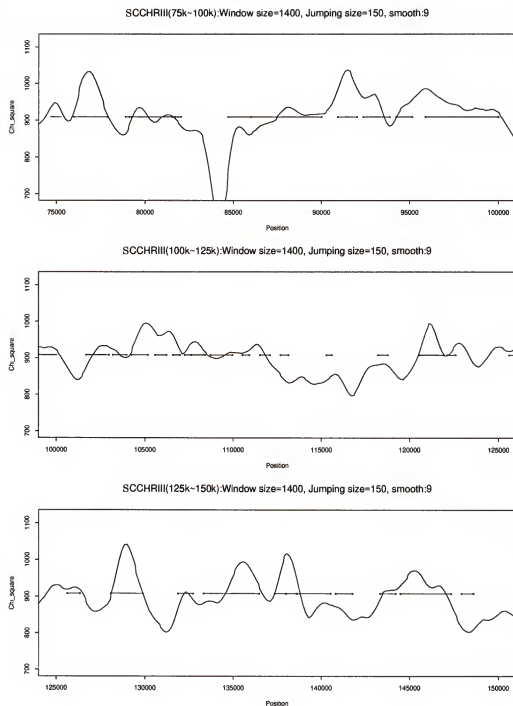 SCCHRIII(75k~100k):Window size=1400, Jumping size=150, smooth:9
1100
1000
900
800
700
Chi_square
75000 80000 85000 90000 95000 100000
Position
SCCHRIII(100k~125k):Window size=1400, Jumping size=150, smooth:9
1100
1000
900
800
700
Chi_square
100000 105000 110000 115000 120000 125000
Position
SCCHRIII(125k~150k):Window size=1400, Jumping size=150, smooth:9
1100
1000
900
800
700
Chi_square
125000 130000 135000 140000 145000 150000
Position